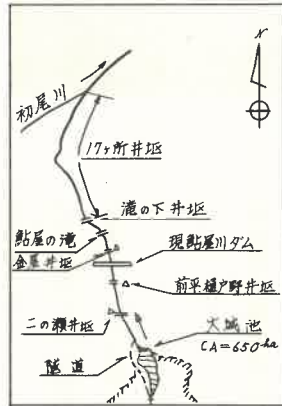 N
初尾川
17ヶ所井堰
滝の下井堰
鮎屋の滝
金屋井堰
現鮎屋川ダム
前平樋戸野井堰
二の瀬井堰
大城池
CA=650ha
隧道